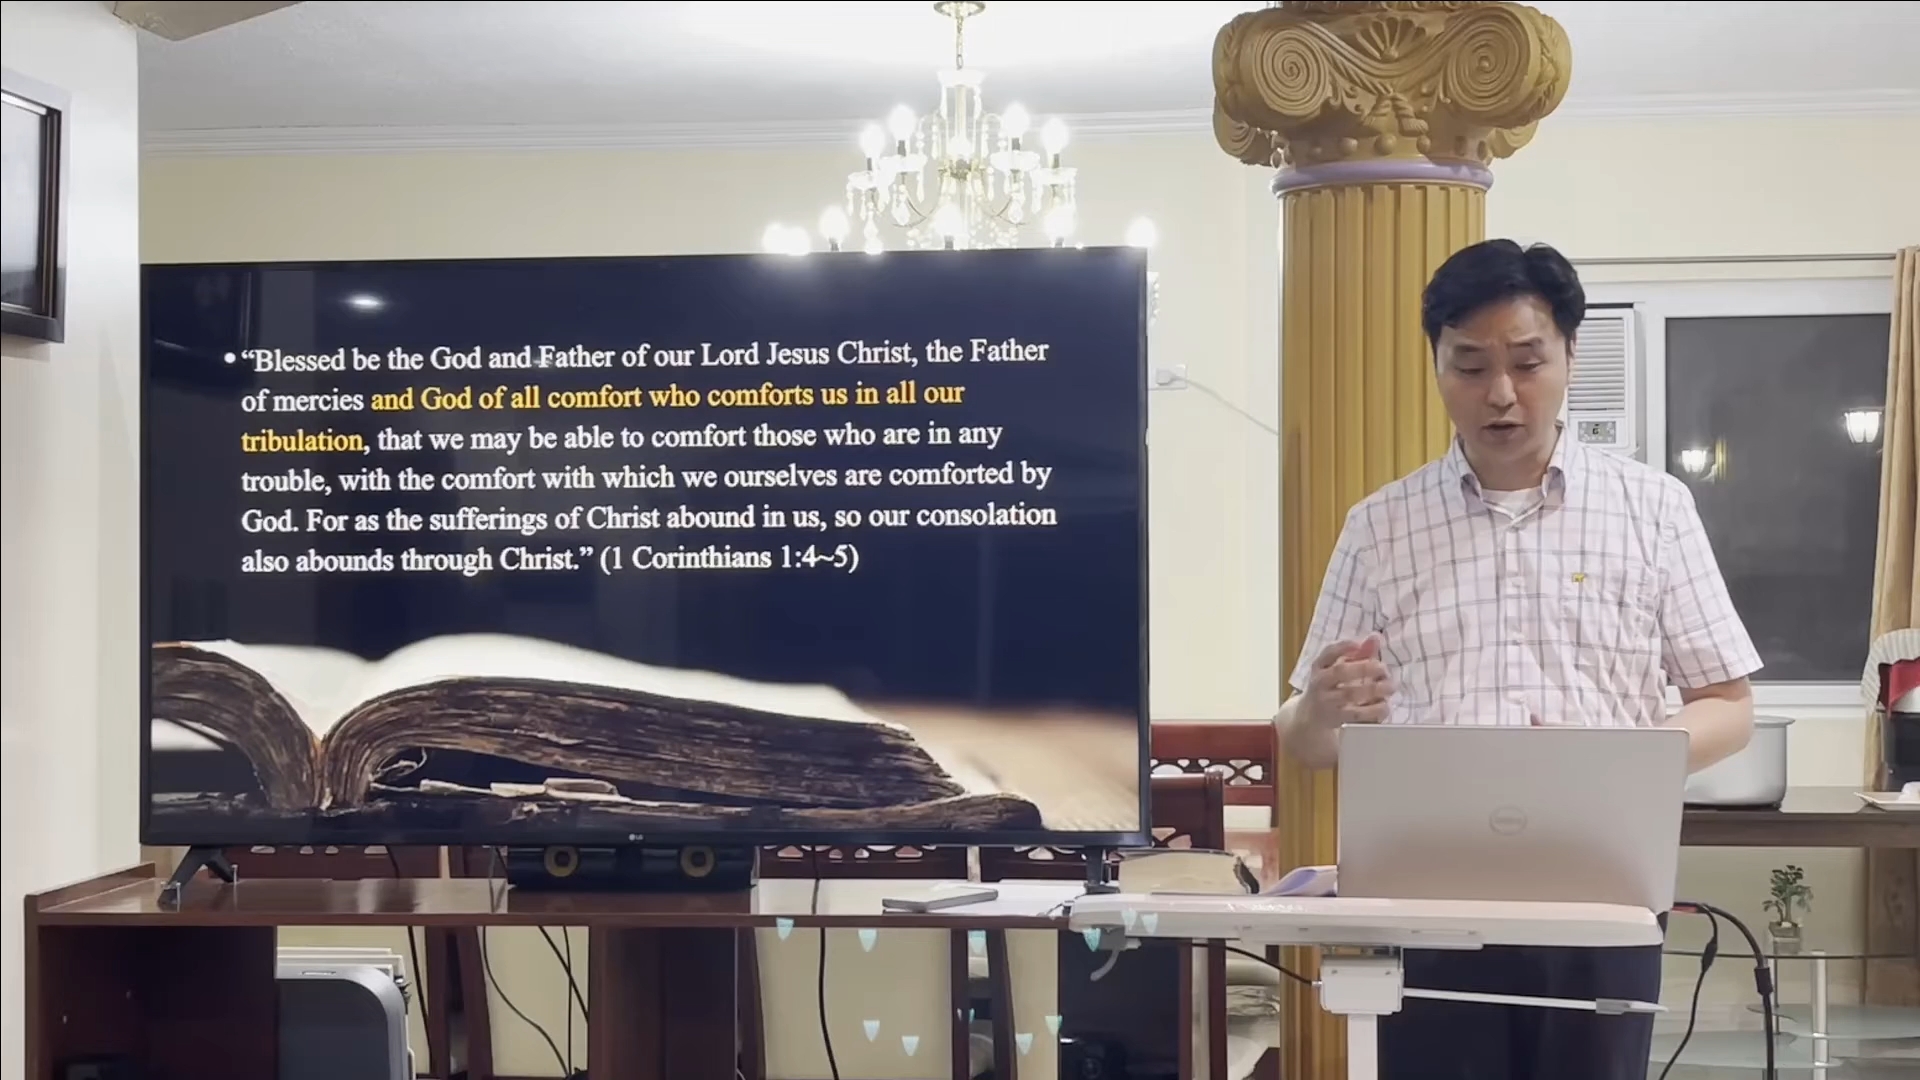 • “Blessed be the God and Father of our Lord Jesus Christ, the Father
of mercies and God of all comfort who comforts us in all our
tribulation, that we may be able to comfort those who are in any
trouble, with the comfort with which we ourselves are comforted by
God. For as the sufferings of Christ abound in us, so our consolation
also abounds through Christ.” (1 Corinthians 1:4~5)
LG
DELL